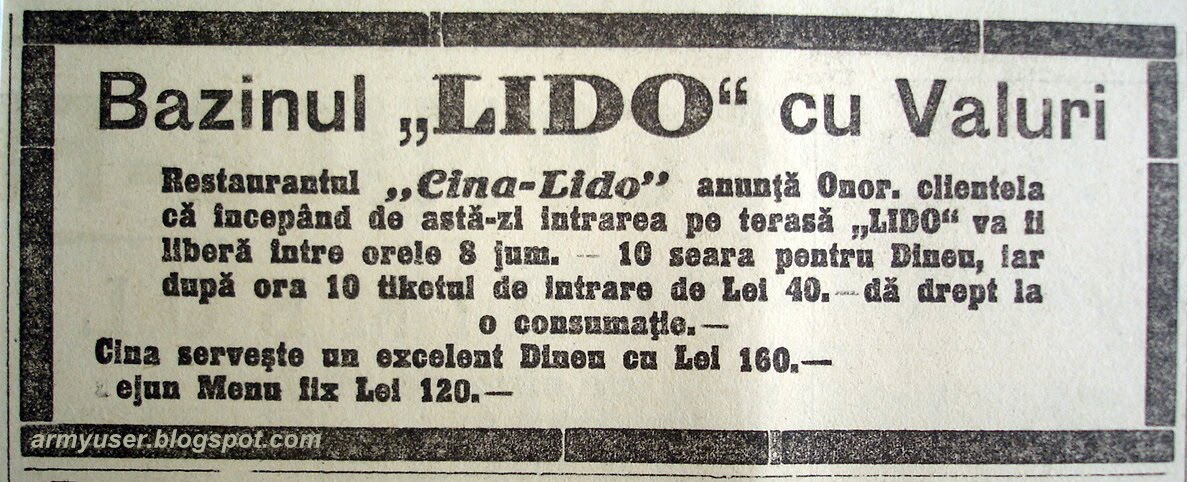 Bazinul „LIDO“ cu Valuri
Restaurantul „Cina-Lido” anunță Onor. clientela
că începând de astă-zi intrarea pe terasă „LIDO“ va fi
liberă între orele 8 jum. — 10 seara pentru Dineu, iar
după ora 10 tiketul de intrare de Lei 40.—dă drept la
o consumație.—
Cina servește un excelent Dineu cu Lei 160.—
ejun Menu fix Lei 120.—
armyuser.blogspot.com